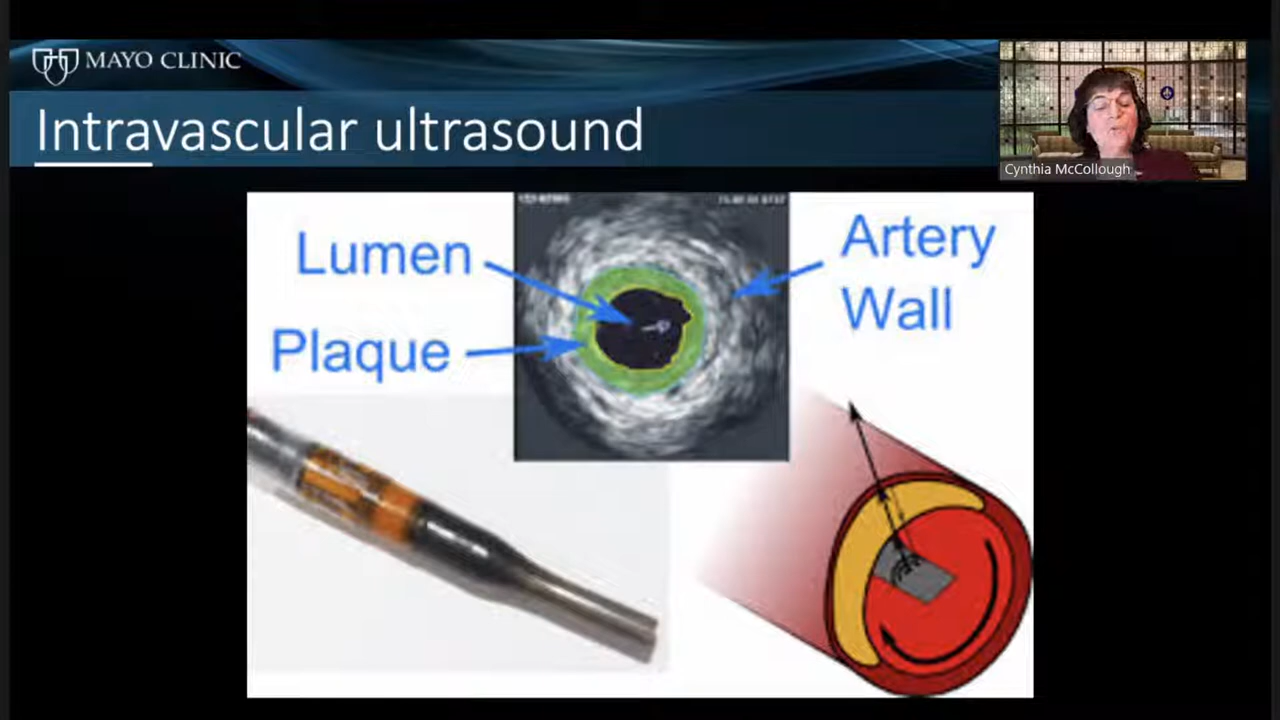 MAYO CLINIC
Intravascular ultrasound
Cynthia McCollough
Lumen
Plaque
Artery
Wall